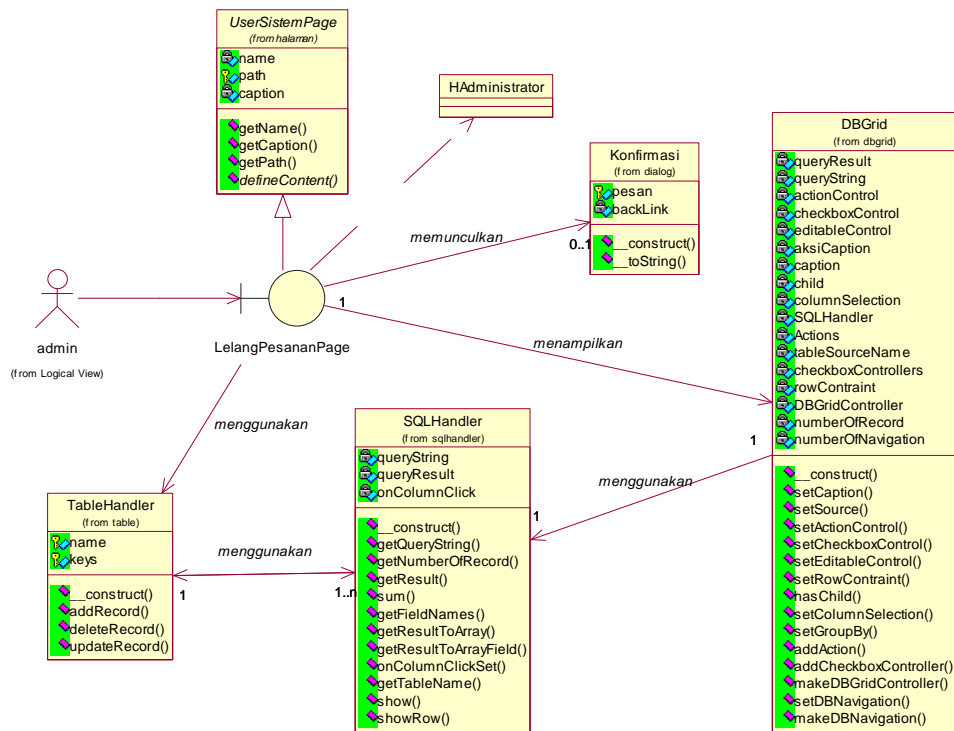 UserSistemPage
(from halaman)
name
path
caption
getName()
getCaption()
getPath()
defineContent()
HAdministrator
Konfirmasi
(from dialog)
pesan
backLink
__construct()
__toString()
DBGrid
(from dbgrid)
queryResult
queryString
actionControl
checkboxControl
editableControl
aksiCaption
caption
child
columnSelection
SQLHandler
Actions
tableSourceName
checkboxControllers
rowContraint
DBGridController
numberOfRecord
numberOfNavigation
__construct()
setCaption()
setSource()
setActionControl()
setCheckboxControl()
setEditableControl()
setRowContraint()
hasChild()
setColumnSelection()
setGroupBy()
addAction()
addCheckboxController()
makeDBGridController()
setDBNavigation()
makeDBNavigation()
memunculkan
0..1
1
admin
(from Logical View)
LelangPesananPage
menampilkan
1
menggunakan
menggunakan
1
SQLHandler
(from sqlhandler)
queryString
queryResult
onColumnClick
__construct()
getQueryString()
getNumberOfRecord()
getResult()
sum()
getFieldNames()
getResultToArray()
getResultToArrayField()
onColumnClickSet()
getTableName()
show()
showRow()
TableHandler
(from table)
name
keys
__construct()
addRecord()
deleteRecord()
updateRecord()
menggunakan
1
1..n